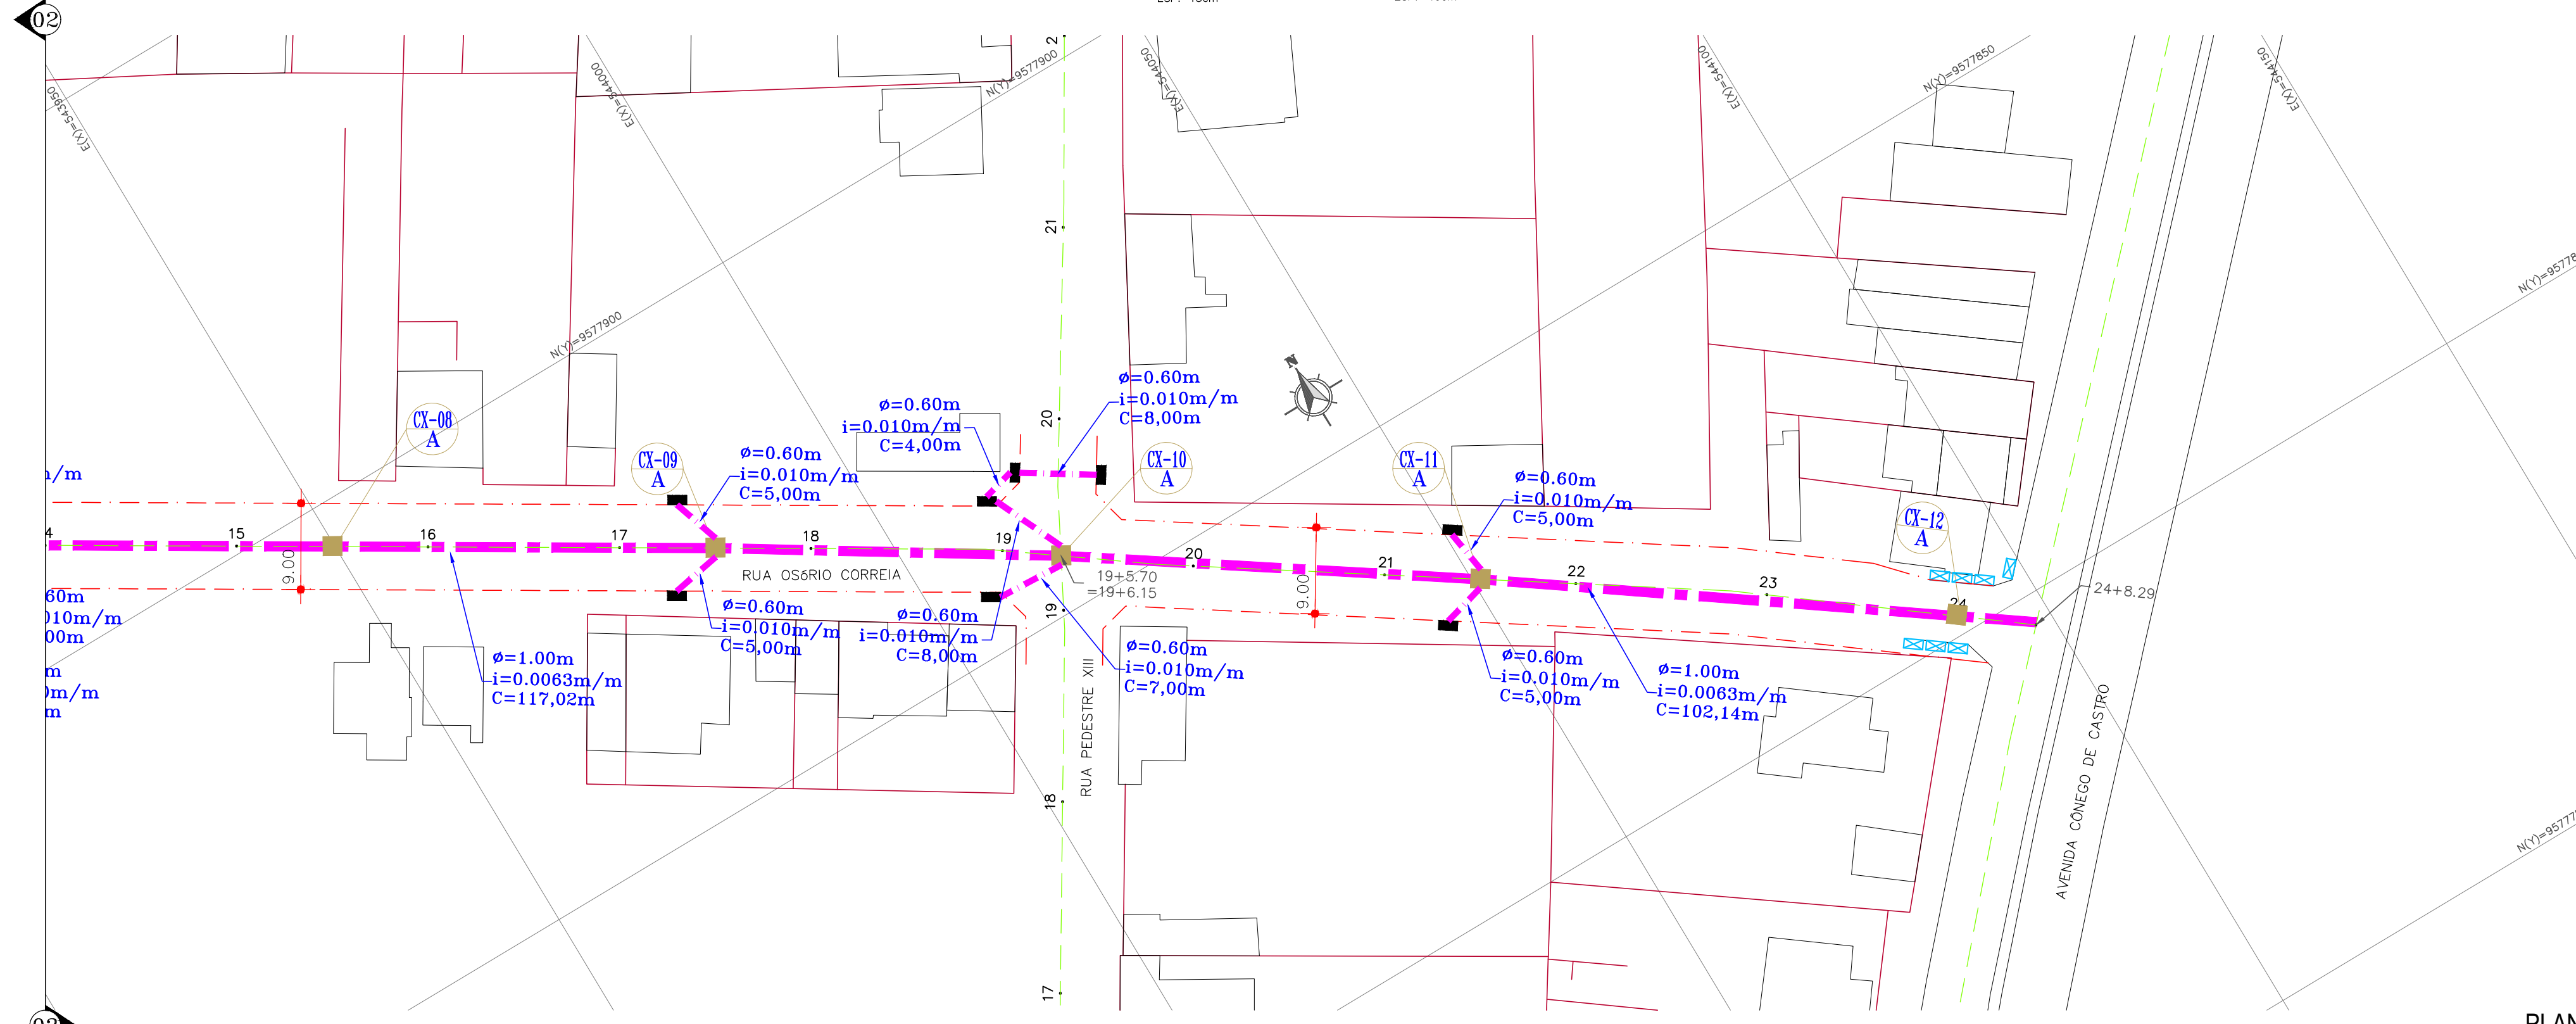 02
2
E(X)=543950
E(X)=544000
N(Y)=9577900
E(X)=544050
E(X)=544100
N(Y)=9577850
E(X)=544150
21
N(Y)=9577900
N
20
CX-08
A
CX-09
A
CX-10
A
CX-11
A
CX-12
A
ø=0.60m
i=0.010m/m
C=5,00m
ø=0.60m
i=0.010m/m
C=4,00m
ø=0.60m
i=0.010m/m
C=8,00m
ø=0.60m
i=0.010m/m
C=5,00m
/m
4
15
16
17
18
19
20
21
22
23
24
9.00
9.00
RUA OSóRIO CORREIA
19+5.70
=19+6.15
24+8.29
60m
010m/m
00m
m
0m/m
m
ø=1.00m
i=0.0063m/m
C=117,02m
ø=0.60m
i=0.010m/m
C=5,00m
ø=0.60m
i=0.010m/m
C=8,00m
19
ø=0.60m
i=0.010m/m
C=7,00m
ø=0.60m
i=0.010m/m
C=5,00m
ø=1.00m
i=0.0063m/m
C=102,14m
RUA PEDESTRE XIII
AVENIDA CÔNEGO DE CASTRO
18
17
PLAN